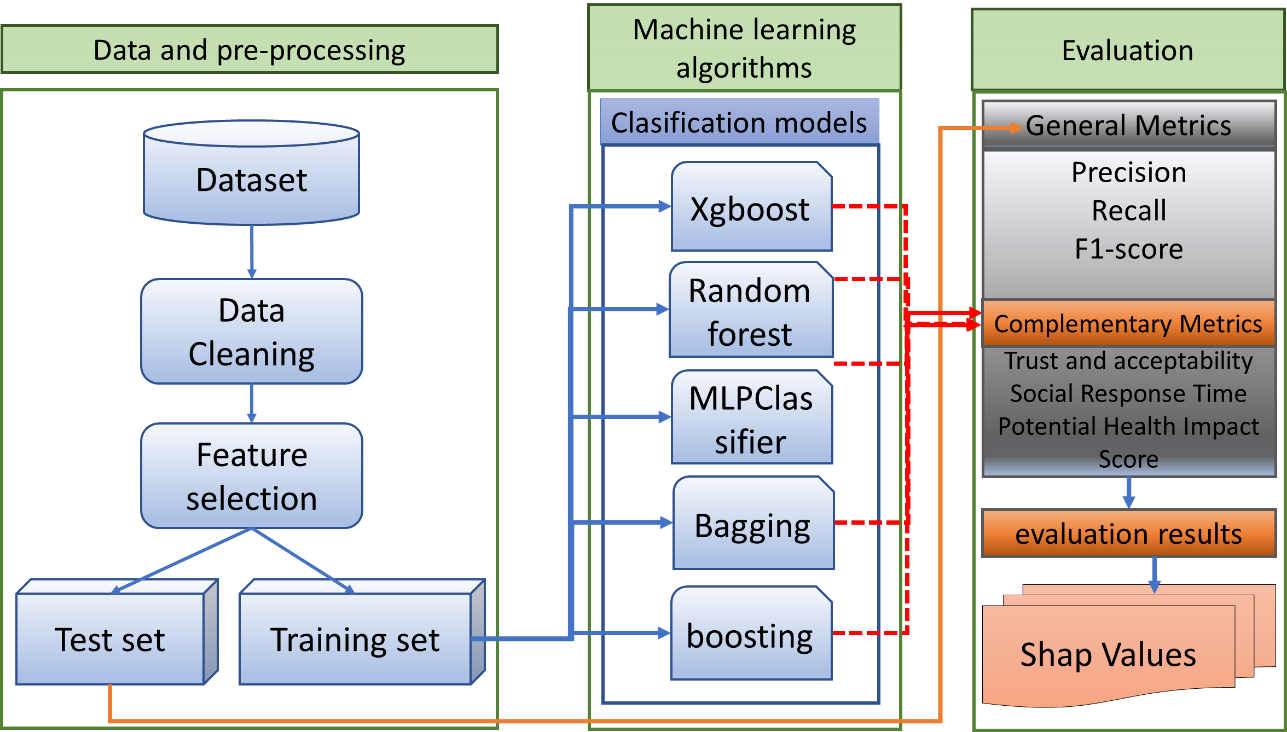 Data and pre-processing
Dataset
Data
Cleaning
Feature
selection
Test set
Training set
Machine learning
algorithms
Clasification models
Xgboost
Random
forest
MLPClas
sifier
Bagging
boosting
Evaluation
General Metrics
Precision
Recall
F1-score
Complementary Metrics
Trust and acceptability
Social Response Time
Potential Health Impact
Score
evaluation results
Shap Values